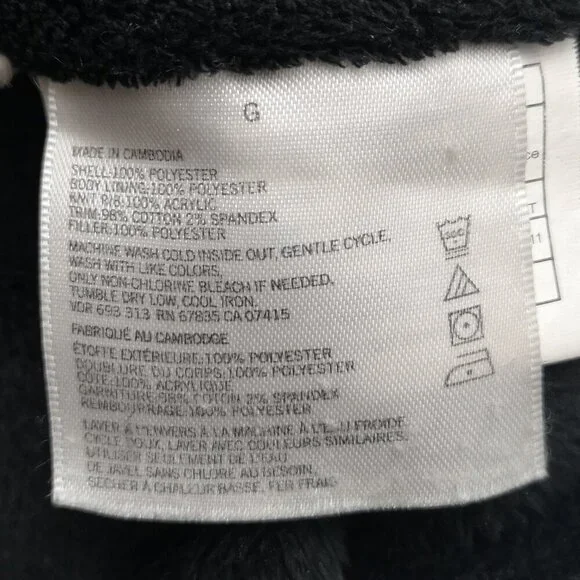 G
MADE IN CAMBODIA
SHELL-100% POLYESTER
BODY LINING-100% POLYESTER
KNIT RIB-100% ACRYLIC
TRIM-98% COTTON 2% SPANDEX
FILLER-100% POLYESTER
MACHINE WASH COLD INSIDE OUT, GENTLE CYCLE.
WASH WITH LIKE COLORS.
ONLY NON-CHLORINE BLEACH IF NEEDED.
TUMBLE DRY LOW, COOL IRON.
VDR 693 313 RN 67835 CA 07415
FABRIQUÉ AU CAMBODGE
ÉTOFFE EXTÉRIEURE-100% POLYESTER
DOUBLURE DU CORPS-100% POLYESTER
CÔTE-100% ACRYLIQUE
GARNITURE-98% COTON 2% SPANDEX
REMBOURRAGE-100% POLYESTER
LAVER À L'ENVERS À LA MACHINE À L'EAU FROIDE
CYCLE DOUX, LAVER AVEC COULEURS SIMILAIRES.
UTILISER SEULEMENT DE L'EAU
DE JAVEL SANS CHLORE AU BESOIN.
SÉCHER À CHALEUR BASSE, FER FRAIS
ce
T
11